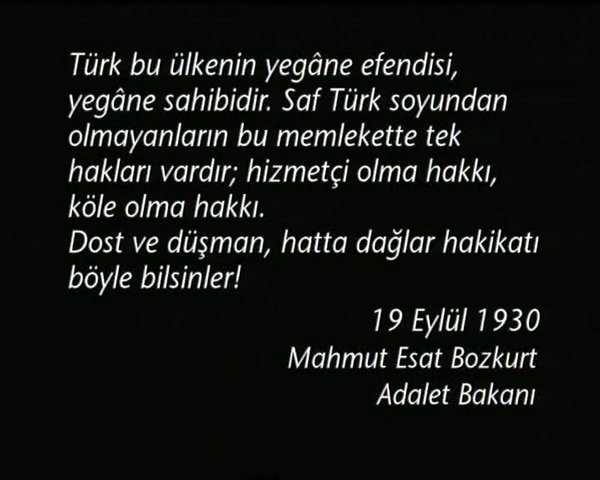 Türk bu ülkenin yegâne efendisi,
yegâne sahibidir. Saf Türk soyundan
olmayanların bu memlekette tek
hakları vardır; hizmetçi olma hakkı,
köle olma hakkı.
Dost ve düşman, hatta dağlar hakikatı
böyle bilsinler!
19 Eylül 1930
Mahmut Esat Bozkurt
Adalet Bakanı